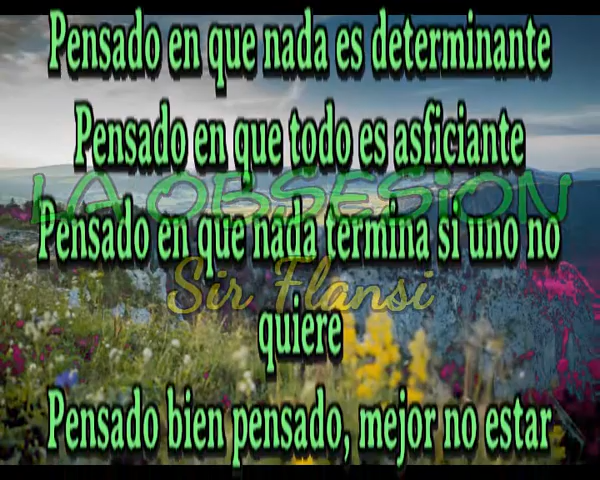 Pensado en que nada es determinante
Pensado en que todo es asficiante
LA OBSESION
Pensado en que nada termina si uno no
Sir Flansi
quiere
Pensado bien pensado, mejor no estar